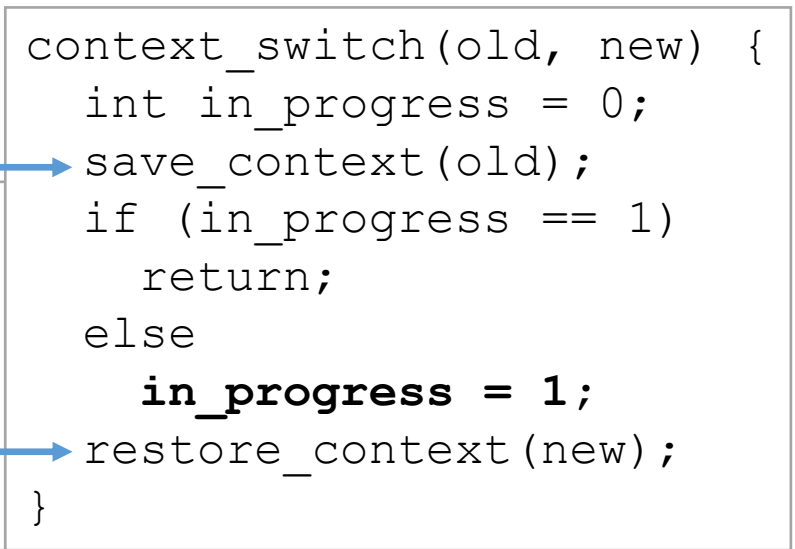 context_switch(old, new) {
int in_progress = 0;
save_context(old);
if (in_progress == 1)
return;
else
in_progress = 1;
restore_context(new);
}